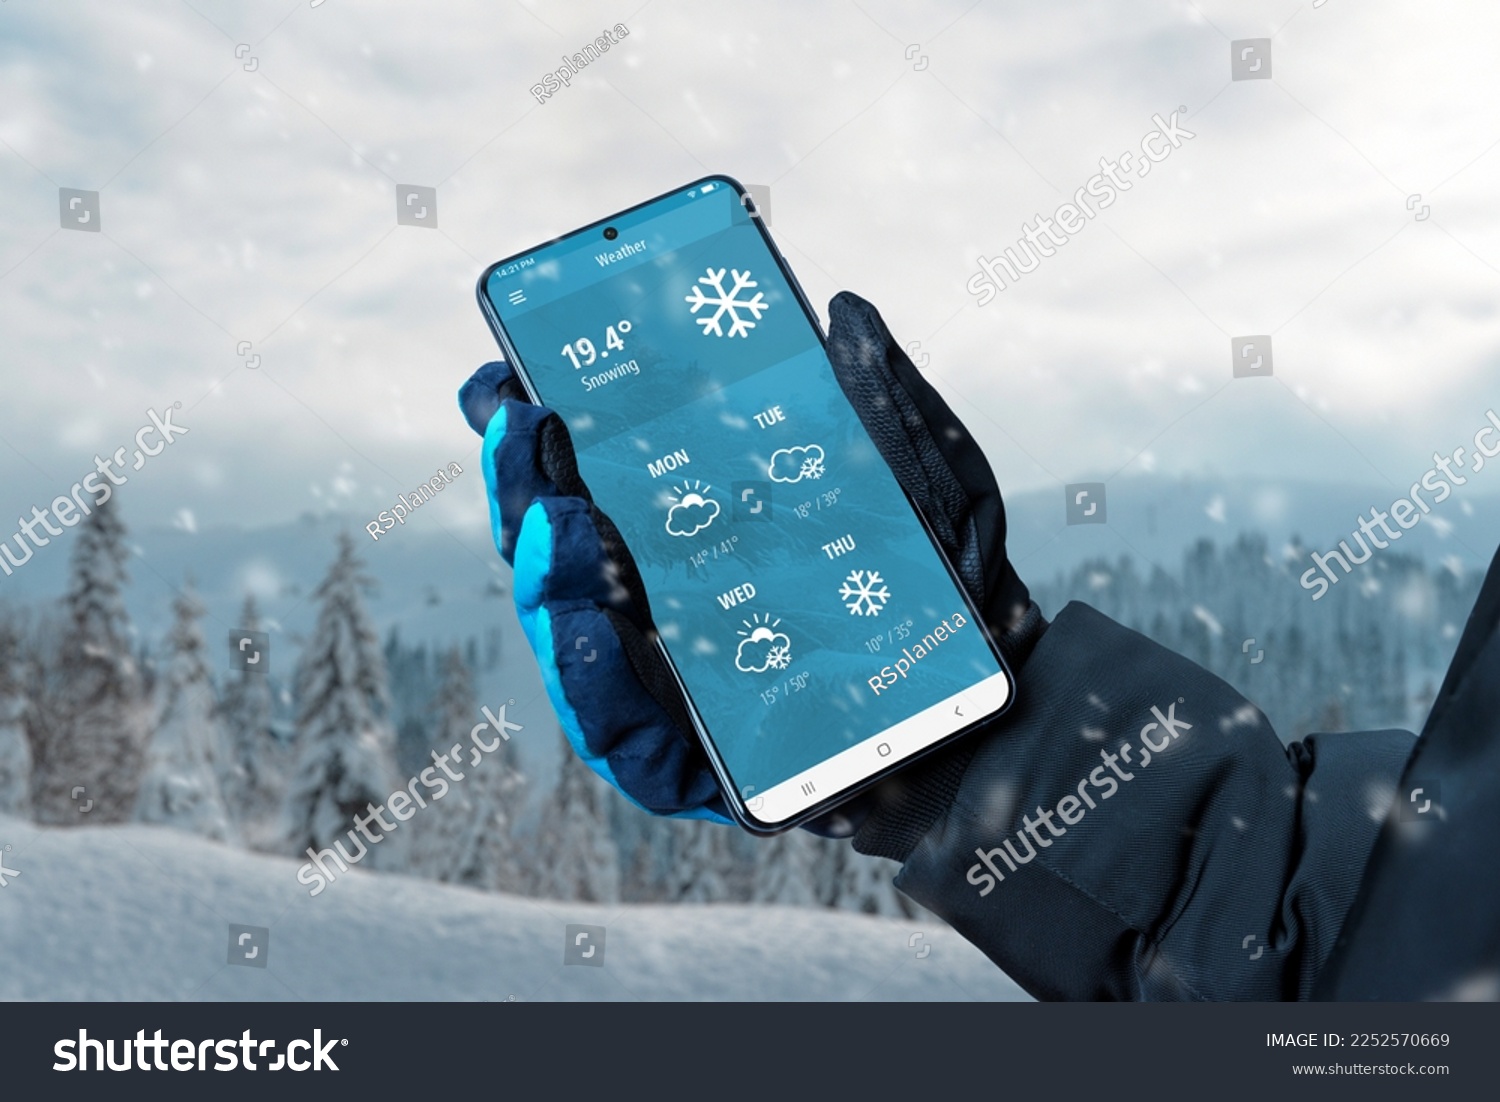 14:21 PM
Weather
19.4°
Snowing
MON
14° / 41°
TUE
18° / 39°
WED
15° / 50°
THU
10° / 35°
RSplaneta
RSplaneta
RSplaneta
shutterstock
shutterstock
shutterstock
shutterstock
shutterstock
shutterstock®
IMAGE ID: 2252570669
www.shutterstock.com